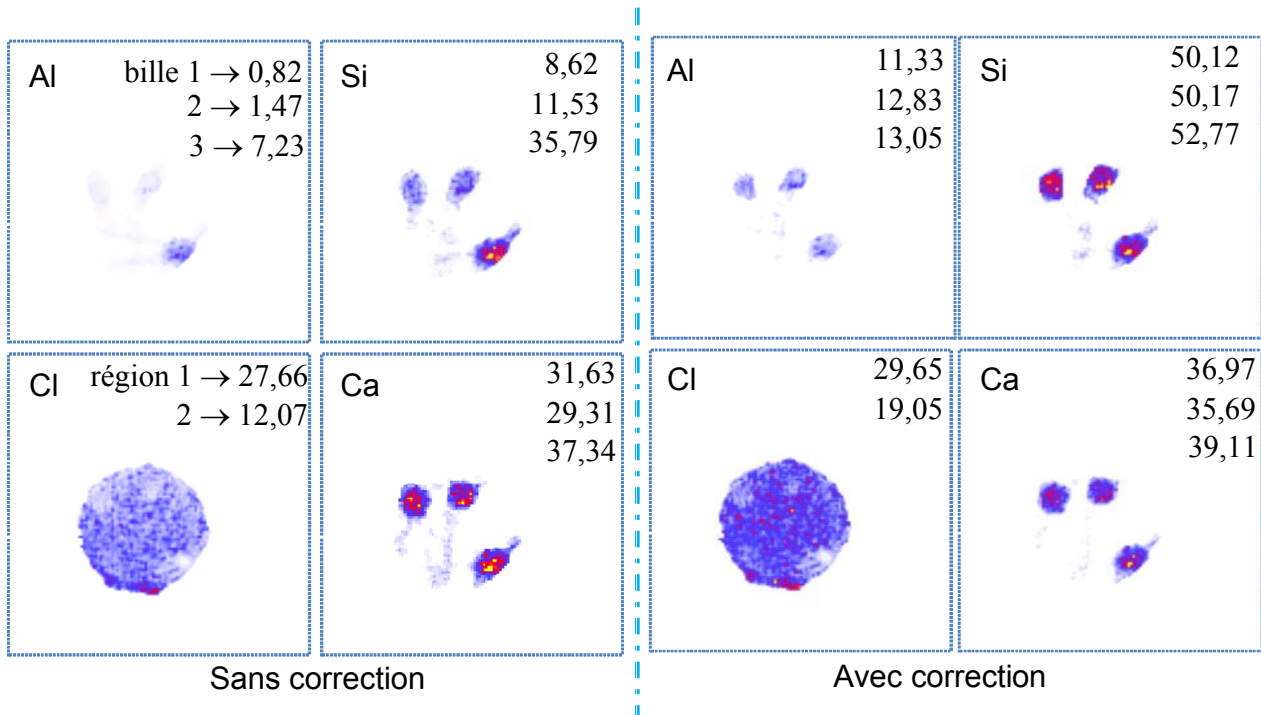 Al
bille 1 → 0,82
2 → 1,47
3 → 7,23
Si
8,62
11,53
35,79
Al
11,33
12,83
13,05
Si
50,12
50,17
52,77
Cl
région 1 → 27,66
2 → 12,07
Ca
31,63
29,31
37,34
Cl
29,65
19,05
Ca
36,97
35,69
39,11
Sans correction
Avec correction